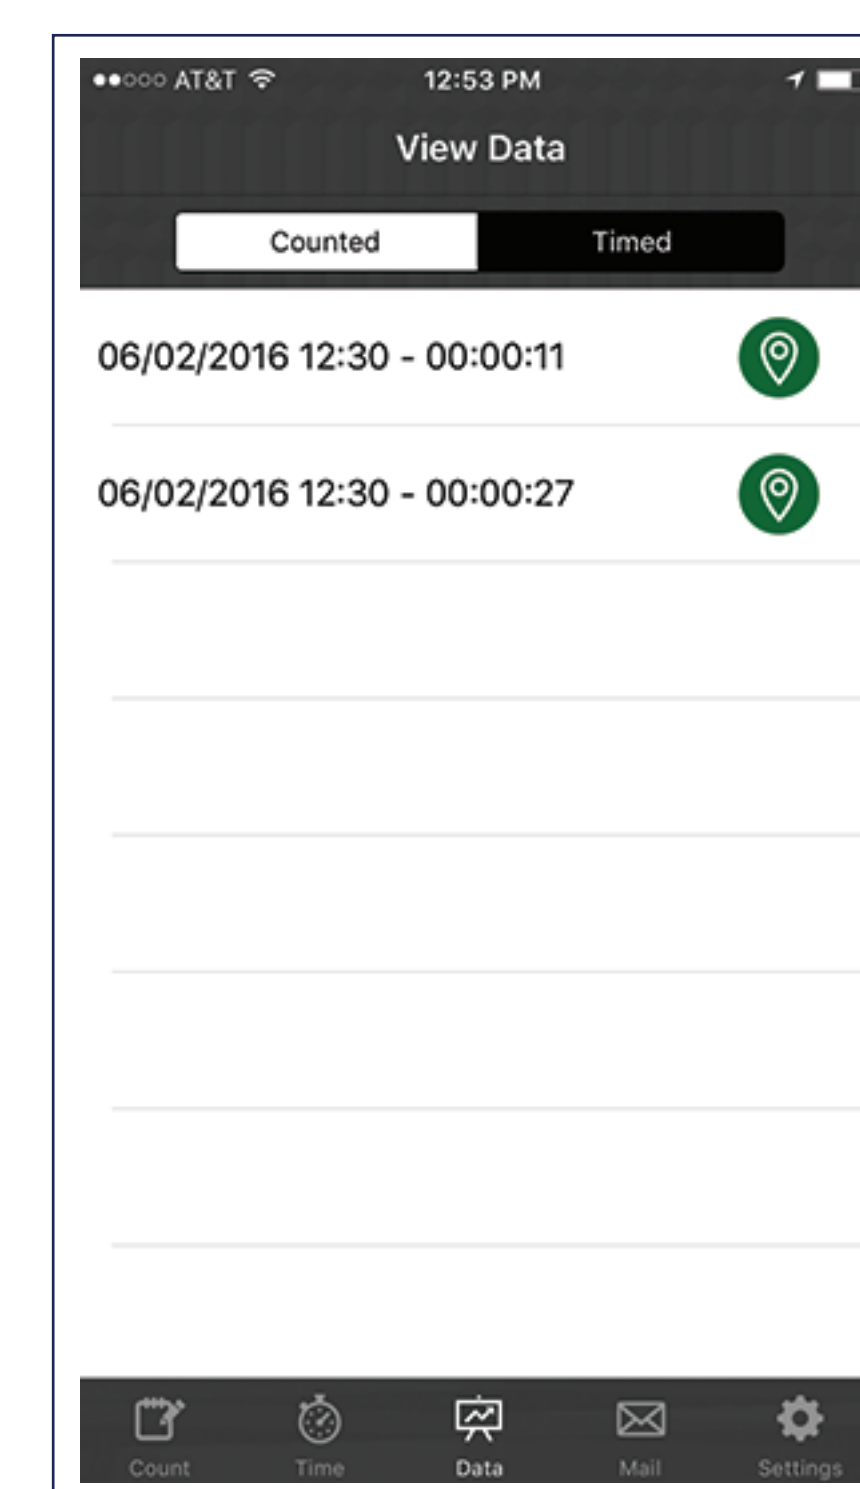 AT&T 12:53 PM
View Data
Counted Timed
06/02/2016 12:30 - 00:00:11
06/02/2016 12:30 - 00:00:27
Count Time Data Mail Settings